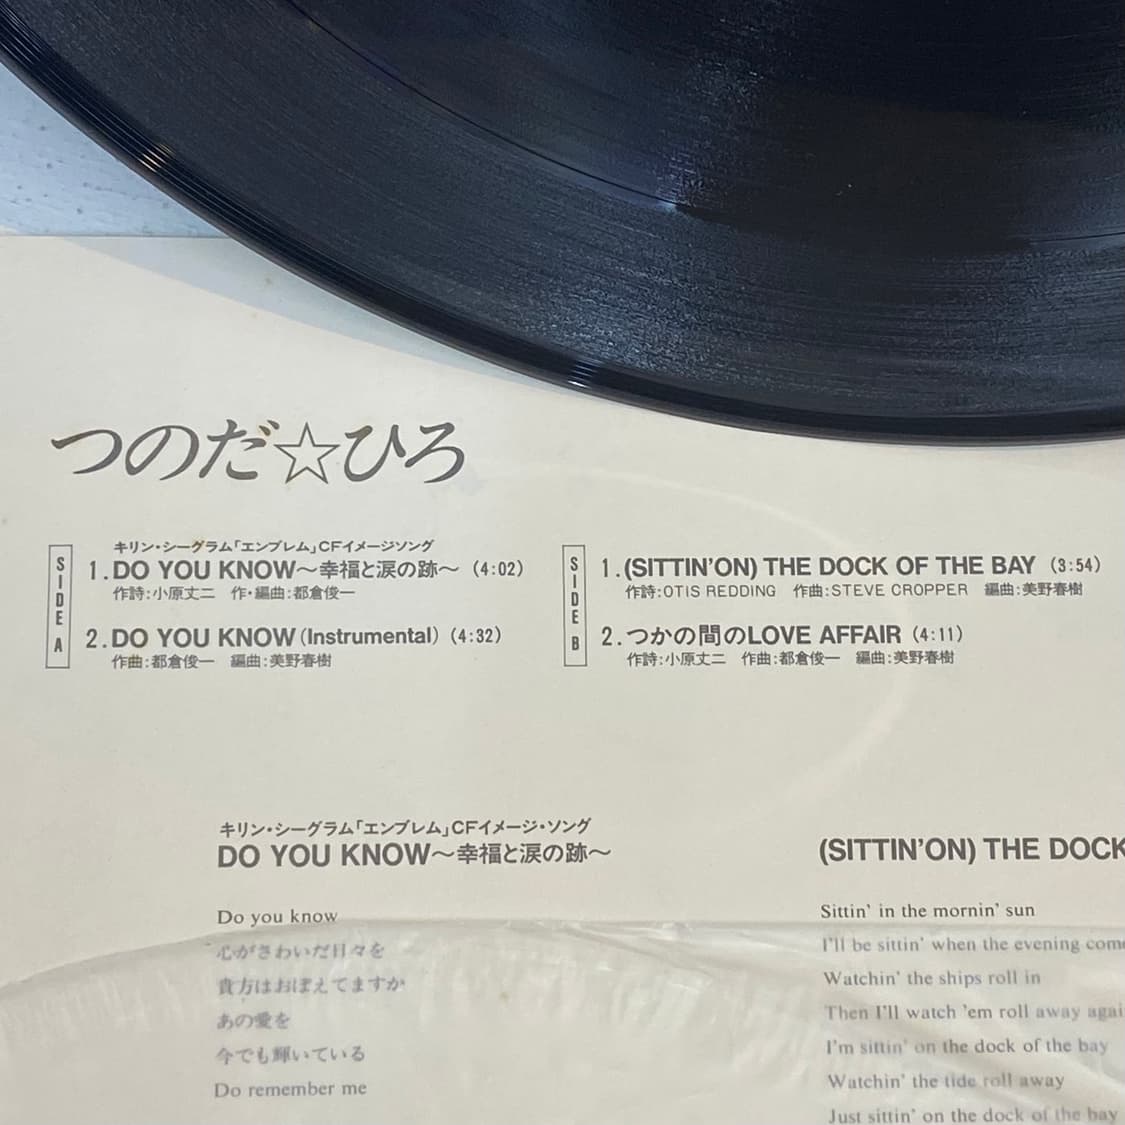 つのだ☆ひろ
SIDE A
キリン・シーグラム「エンブレム」CFイメージソング
1.DO YOU KNOW〜幸福と涙の跡〜 (4:02)
作詩:小原丈二 作・編曲:都倉俊一
2.DO YOU KNOW(Instrumental) (4:32)
作曲:都倉俊一 編曲:美野春樹
SIDE B
1.(SITTIN'ON) THE DOCK OF THE BAY (3:54)
作詩:OTIS REDDING 作曲:STEVE CROPPER 編曲:美野春樹
2.つかの間のLOVE AFFAIR (4:11)
作詩:小原丈二 作曲:都倉俊一 編曲:美野春樹
キリン・シーグラム「エンブレム」CFイメージ・ソング
DO YOU KNOW〜幸福と涙の跡〜
Do you know
心がさわいだ日々を
貴方はおぼえてますか
あの愛を
今でも輝いている
Do remember me
(SITTIN'ON) THE DOCK
Sittin' in the mornin' sun
I'll be sittin' when the evening come
Watchin' the ships roll in
Then I'll watch 'em roll away agai
I'm sittin' on the dock of the bay
Watchin' the tide roll away
Just sittin' on the dock of the bay